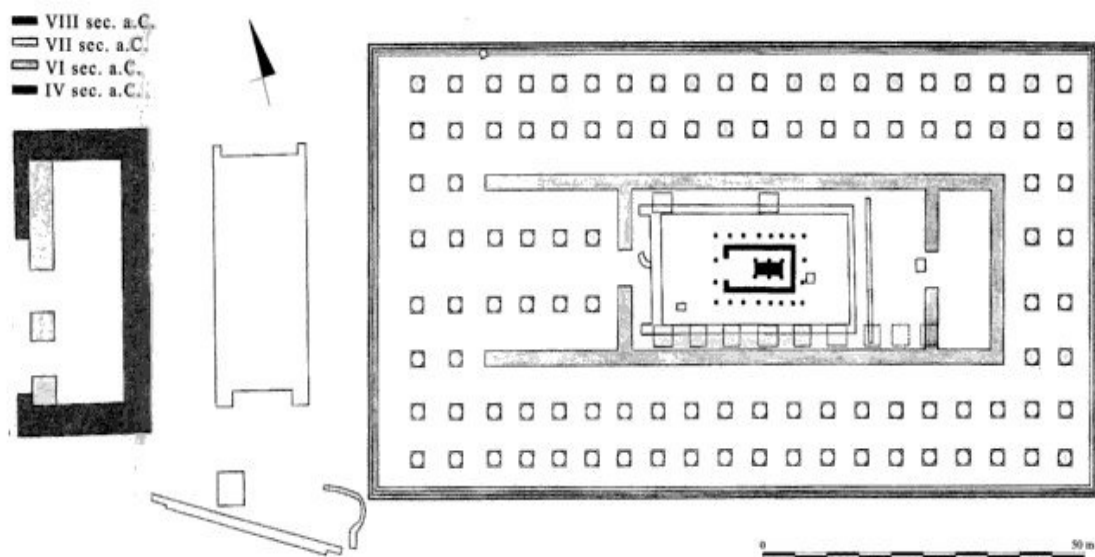 VIII sec. a.C.
VII sec. a.C.
VI sec. a.C.
IV sec. a.C.
0 50 m